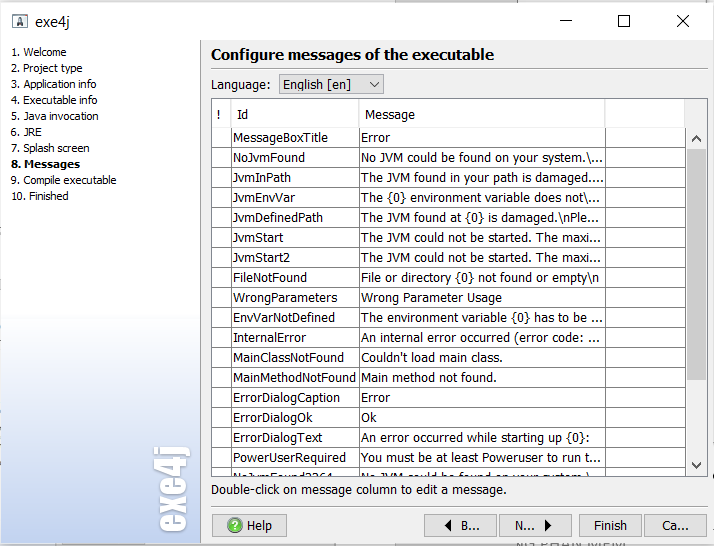 exe4j
1. Welcome
2. Project type
3. Application info
4. Executable info
5. Java invocation
6. JRE
7. Splash screen
8. Messages
9. Compile executable
10. Finished
exe4j
Configure messages of the executable
Language: English [en]
! Id Message
MessageBoxTitle Error
NoJvmFound No JVM could be found on your system.\...
JvmInPath The JVM found in your path is damaged....
JvmEnvVar The {0} environment variable does not\...
JvmDefinedPath The JVM found at {0} is damaged.\nPle...
JvmStart The JVM could not be started. The maxi...
JvmStart2 The JVM could not be started. The maxi...
FileNotFound File or directory {0} not found or empty\n
WrongParameters Wrong Parameter Usage
EnvVarNotDefined The environment variable {0} has to be ...
InternalError An internal error occurred (error code: ...
MainClassNotFound Couldn't load main class.
MainMethodNotFound Main method not found.
ErrorDialogCaption Error
ErrorDialogOk Ok
ErrorDialogText An error occurred while starting up {0}:
PowerUserRequired You must be at least Poweruser to run t...
Double-click on message column to edit a message.
Help B... N... Finish Ca...